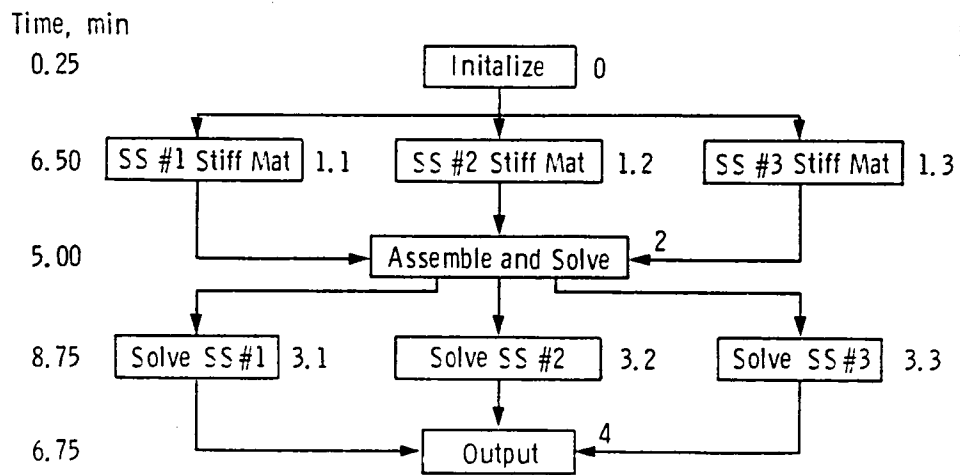 Time, min
0.25 Initalize 0
6.50 SS #1 Stiff Mat 1.1 SS #2 Stiff Mat 1.2 SS #3 Stiff Mat 1.3
5.00 Assemble and Solve 2
8.75 Solve SS #1 3.1 Solve SS #2 3.2 Solve SS #3 3.3
6.75 Output 4